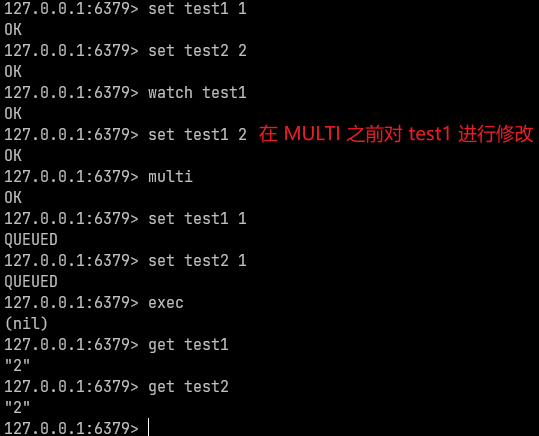 127.0.0.1:6379> set test1 1
OK
127.0.0.1:6379> set test2 2
OK
127.0.0.1:6379> watch test1
OK
127.0.0.1:6379> set test1 2 在 MULTI 之前对 test1 进行修改
OK
127.0.0.1:6379> multi
OK
127.0.0.1:6379> set test1 1
QUEUED
127.0.0.1:6379> set test2 1
QUEUED
127.0.0.1:6379> exec
(nil)
127.0.0.1:6379> get test1
"2"
127.0.0.1:6379> get test2
"2"
127.0.0.1:6379>